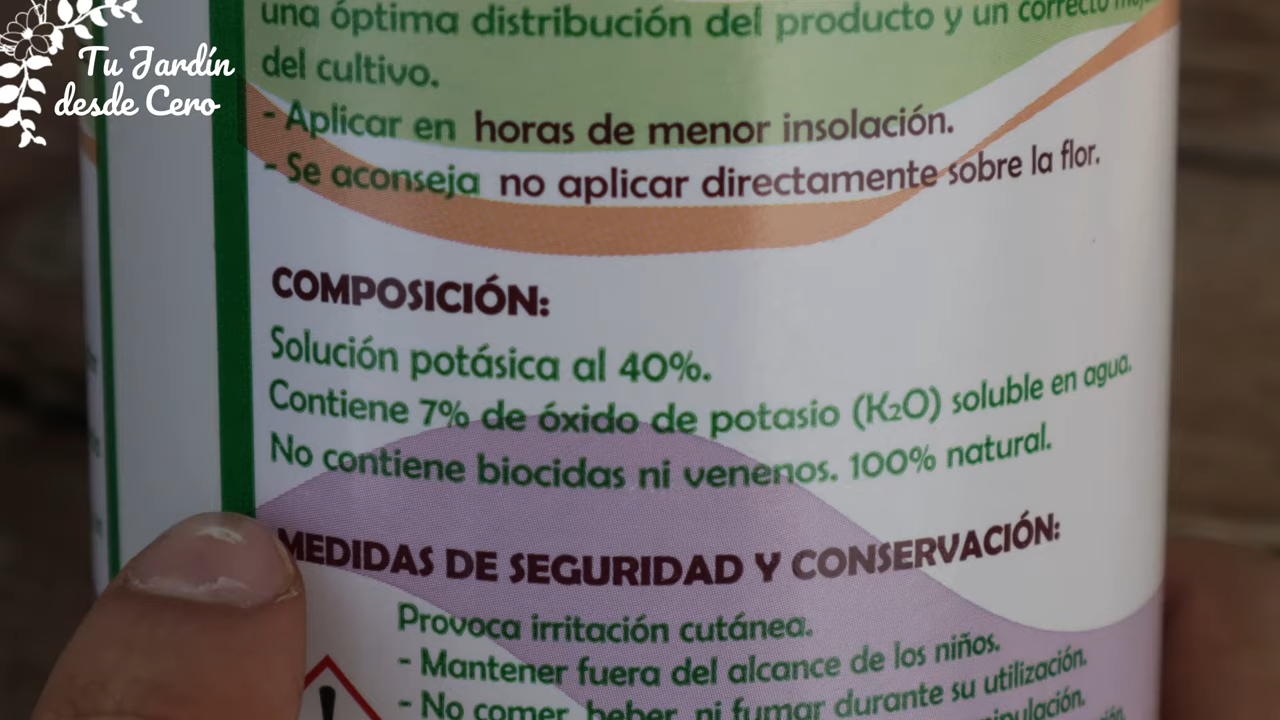 Tu Jardín
desde Cero
una óptima distribución del producto y un correcto
del cultivo.
- Aplicar en horas de menor insolación.
- Se aconseja no aplicar directamente sobre la flor.
COMPOSICIÓN:
Solución potásica al 40%.
Contiene 7% de óxido de potasio (K₂O) soluble en agua.
No contiene biocidas ni venenos. 100% natural.
MEDIDAS DE SEGURIDAD Y CONSERVACIÓN:
Provoca irritación cutánea.
- Mantener fuera del alcance de los niños.
- No comer, beber, ni fumar durante su utilización.